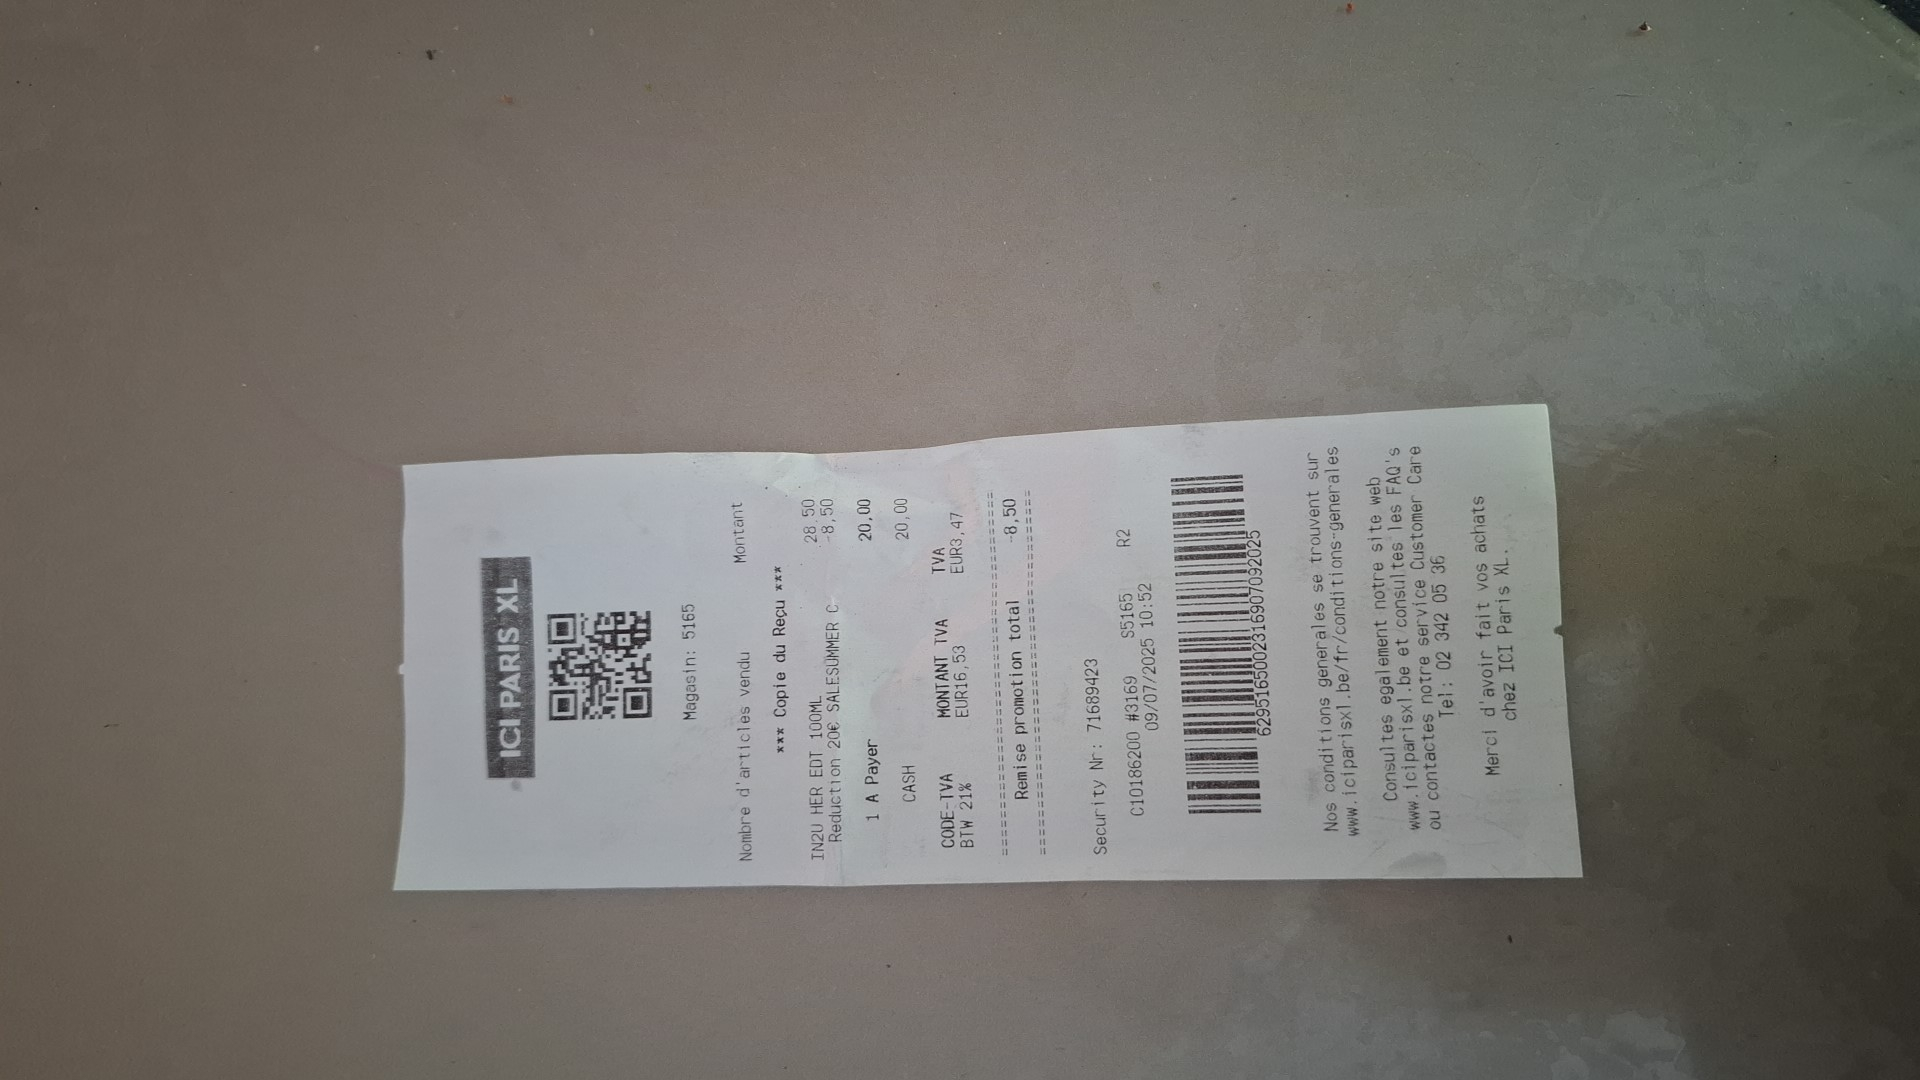 ICI PARIS XL
Magasin: 5165
Nombre d'articles vendu Montant
*** Copie du Reçu ***
IN2U HER EDT 100ML 28,50
Reduction 20€ SALESUMMER C -8,50
1 A Payer 20,00
CASH 20,00
CODE-TVA MONTANT TVA TVA
BTW 21% EUR16,53 EUR3,47
================================================
Remise promotion total -8,50
================================================
Security Nr: 71689423
C10186200 #3169 S5165 R2
09/07/2025 10:52
6295165002316907092025
Nos conditions generales se trouvent sur
www.iciparisxl.be/fr/conditions-generales
Consultes egalement notre site web
www.iciparisxl.be et consultes les FAQ's
ou contactes notre service Customer Care
Tel: 02 342 05 36
Merci d'avoir fait vos achats
chez ICI Paris XL.